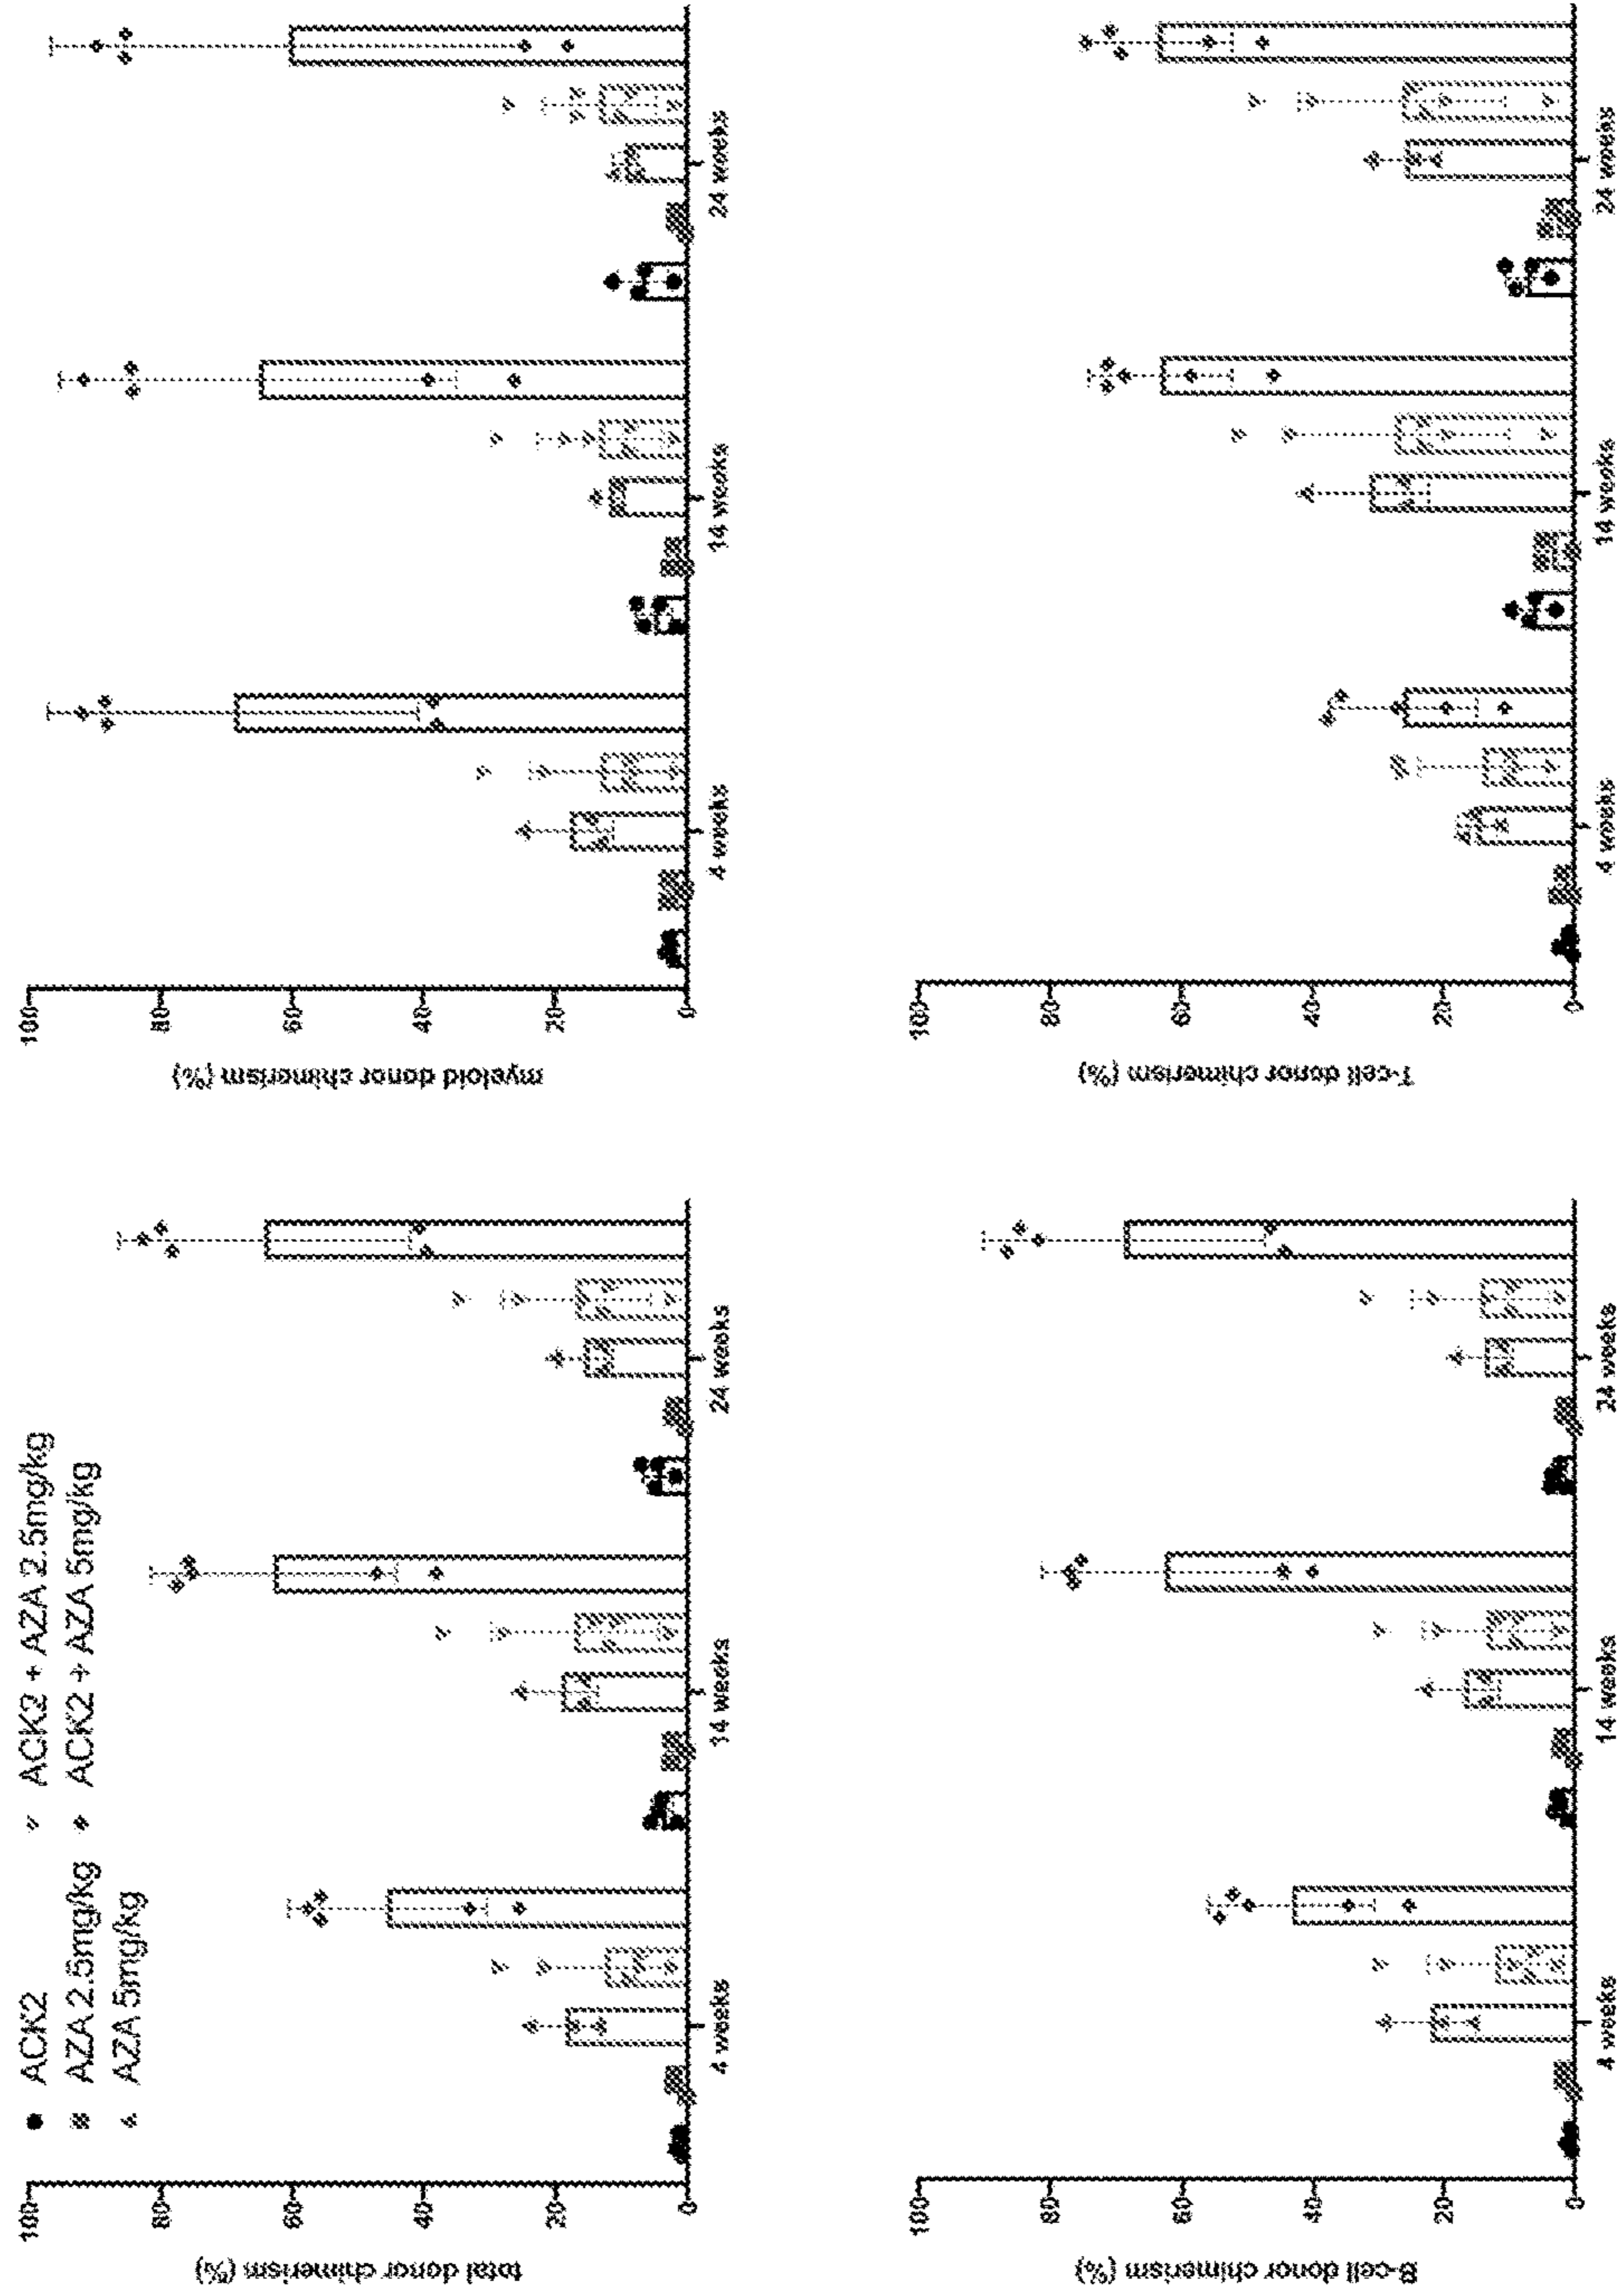 ● ACK2
AZA 2.5mg/kg
AZA 5mg/kg
ACK2 + AZA 2.5mg/kg
ACK2 + AZA 5mg/kg
total donor chimerism (%)
100
80
60
40
20
0
4 weeks
14 weeks
24 weeks
myeloid donor chimerism (%)
100
80
60
40
20
0
4 weeks
14 weeks
24 weeks
B-cell donor chimerism (%)
100
80
60
40
20
0
4 weeks
14 weeks
24 weeks
T-cell donor chimerism (%)
100
80
60
40
20
0
4 weeks
14 weeks
24 weeks